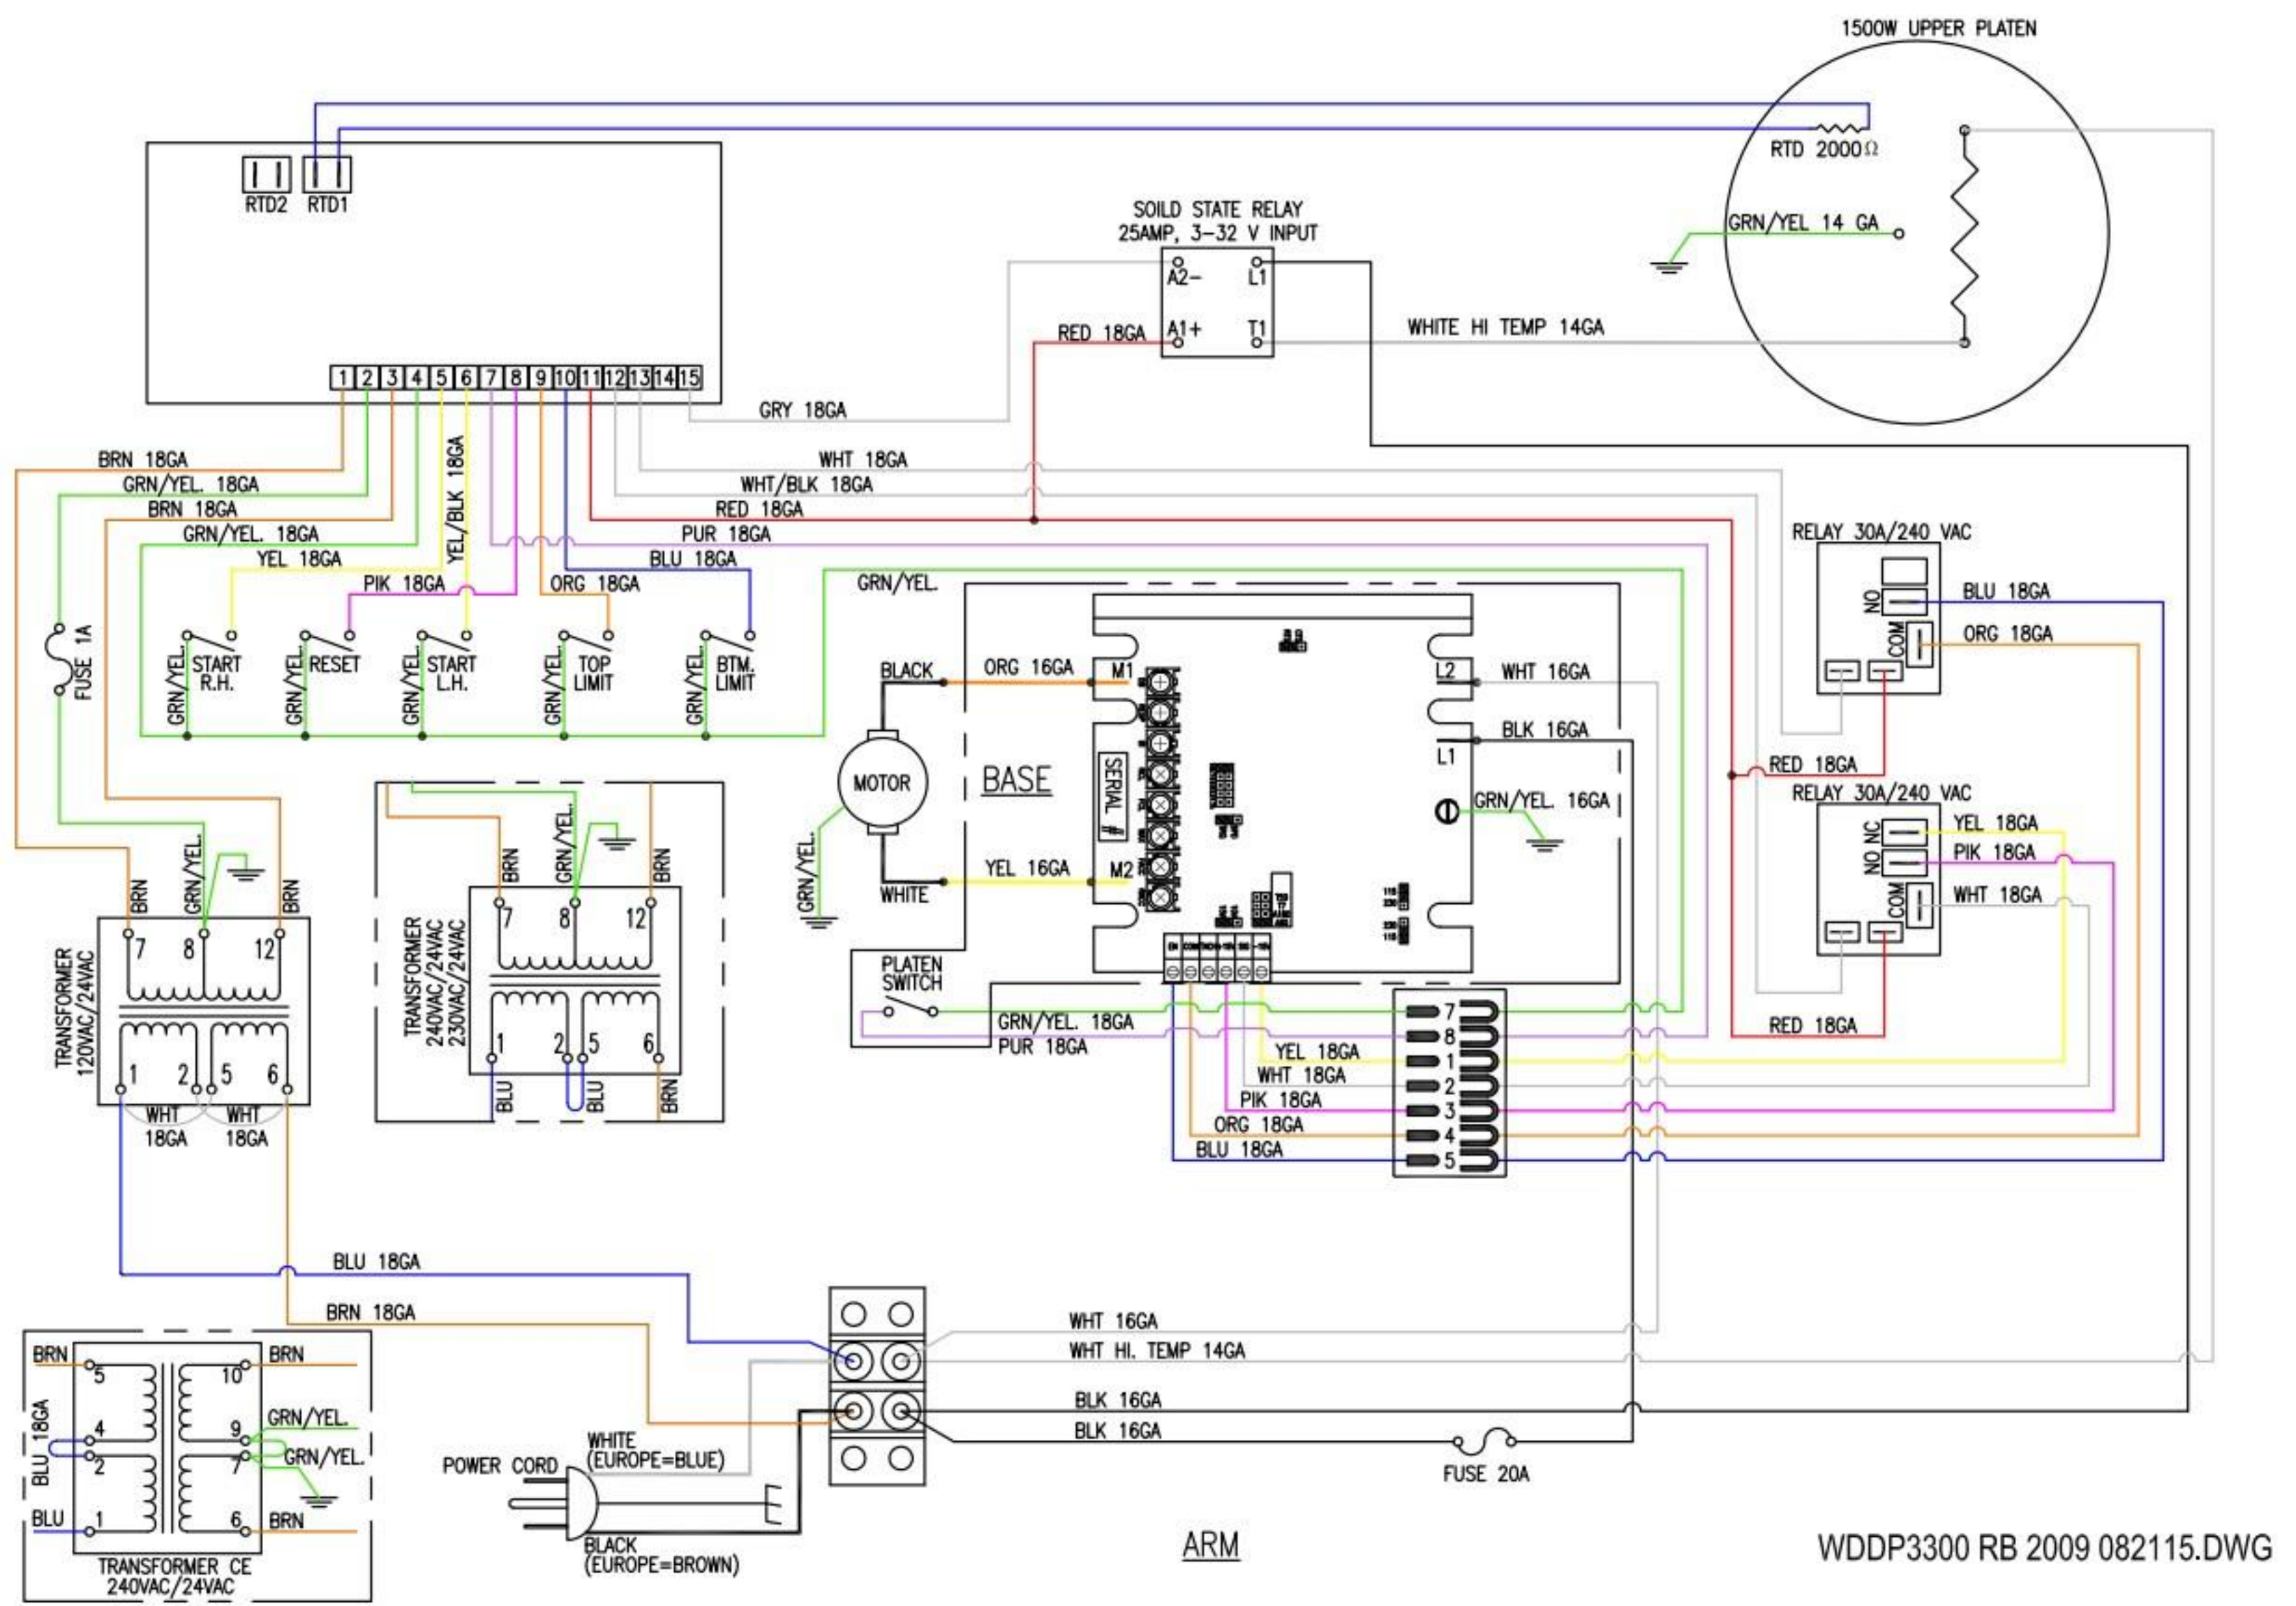 1500W UPPER PLATEN
RTD 2000Ω
GRN/YEL 14 GA
RTD2 RTD1
SOILD STATE RELAY
25AMP, 3-32 V INPUT
A2- L1
A1+ T1
RED 18GA
WHITE HI TEMP 14GA
1 2 3 4 5 6 7 8 9 10 11 12 13 14 15
GRY 18GA
BRN 18GA
GRN/YEL. 18GA
BRN 18GA
GRN/YEL. 18GA
YEL 18GA
YEL/BLK 18GA
PIK 18GA
ORG 18GA
WHT 18GA
WHT/BLK 18GA
RED 18GA
PUR 18GA
BLU 18GA
GRN/YEL.
FUSE 1A
GRN/YEL.
START
R.H.
GRN/YEL.
RESET
GRN/YEL.
START
L.H.
GRN/YEL.
TOP
LIMIT
GRN/YEL.
BTM.
LIMIT
RELAY 30A/240 VAC
NO
COM
BLU 18GA
ORG 18GA
RED 18GA
RELAY 30A/240 VAC
NC
NO
COM
YEL 18GA
PIK 18GA
WHT 18GA
RED 18GA
BLACK
ORG 16GA
M1
MOTOR
BASE
SERIAL #
GRN/YEL.
WHITE
YEL 16GA
M2
L2
WHT 16GA
BLK 16GA
L1
GRN/YEL. 16GA
PLATEN
SWITCH
GRN/YEL. 18GA
PUR 18GA
YEL 18GA
WHT 18GA
PIK 18GA
ORG 18GA
BLU 18GA
7
8
1
2
3
4
5
BRN
GRN/YEL.
BRN
7 8 12
TRANSFORMER
120VAC/24VAC
1 2 5 6
WHT
18GA
WHT
18GA
BRN
GRN/YEL.
BRN
7 8 12
TRANSFORMER
240VAC/24VAC
230VAC/24VAC
1 2 5 6
BLU
BLU
BRN
BLU 18GA
BRN 18GA
WHT 16GA
WHT HI. TEMP 14GA
BLK 16GA
BLK 16GA
FUSE 20A
POWER CORD
WHITE
(EUROPE=BLUE)
BLACK
(EUROPE=BROWN)
BRN 5 10 BRN
BLU 18GA
4 9 GRN/YEL.
2 7 GRN/YEL.
BLU 1 6 BRN
TRANSFORMER CE
240VAC/24VAC
ARM
WDDP3300 RB 2009 082115.DWG